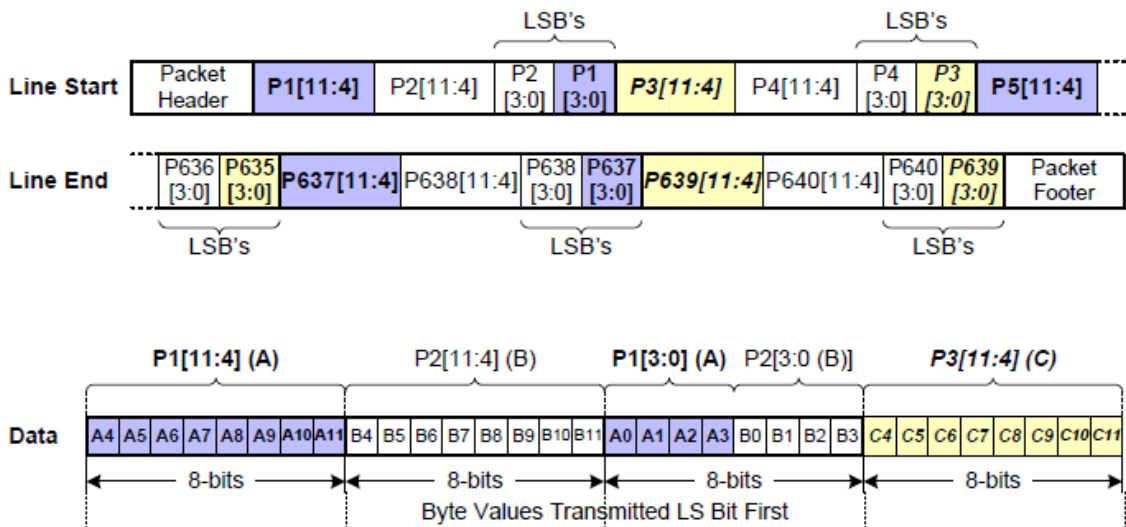 LSB's LSB's
Line Start Packet Header P1[11:4] P2[11:4] P2 [3:0] P1 [3:0] P3[11:4] P4[11:4] P4 [3:0] P3 [3:0] P5[11:4]
Line End P636 [3:0] P635 [3:0] P637[11:4] P638[11:4] P638 [3:0] P637 [3:0] P639[11:4] P640[11:4] P640 [3:0] P639 [3:0] Packet Footer
LSB's LSB's LSB's
P1[11:4] (A) P2[11:4] (B) P1[3:0] (A) P2[3:0 (B)] P3[11:4] (C)
Data A4 A5 A6 A7 A8 A9 A10 A11 B4 B5 B6 B7 B8 B9 B10 B11 A0 A1 A2 A3 B0 B1 B2 B3 C4 C5 C6 C7 C8 C9 C10 C11
8-bits 8-bits 8-bits 8-bits
Byte Values Transmitted LS Bit First